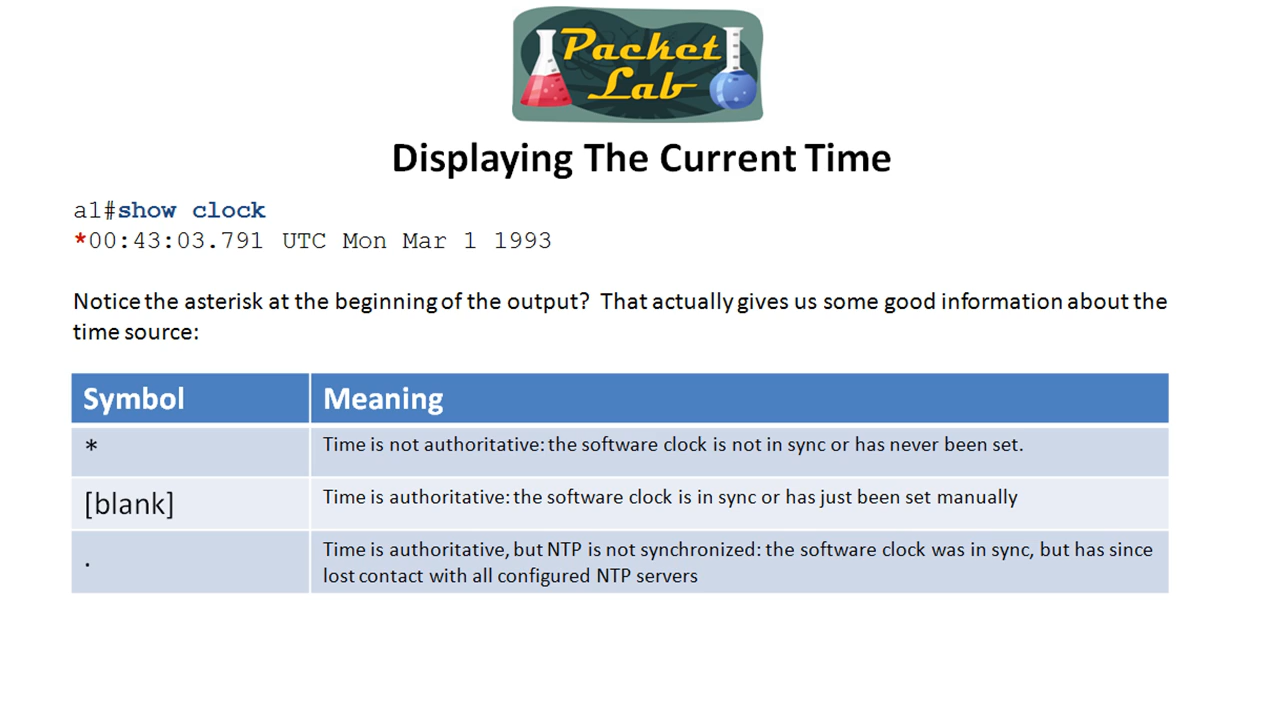 Packet
Lab
Displaying The Current Time
a1#show clock
*00:43:03.791 UTC Mon Mar 1 1993
Notice the asterisk at the beginning of the output? That actually gives us some good information about the
time source:
Symbol Meaning
* Time is not authoritative: the software clock is not in sync or has never been set.
[blank] Time is authoritative: the software clock is in sync or has just been set manually
. Time is authoritative, but NTP is not synchronized: the software clock was in sync, but has since
lost contact with all configured NTP servers